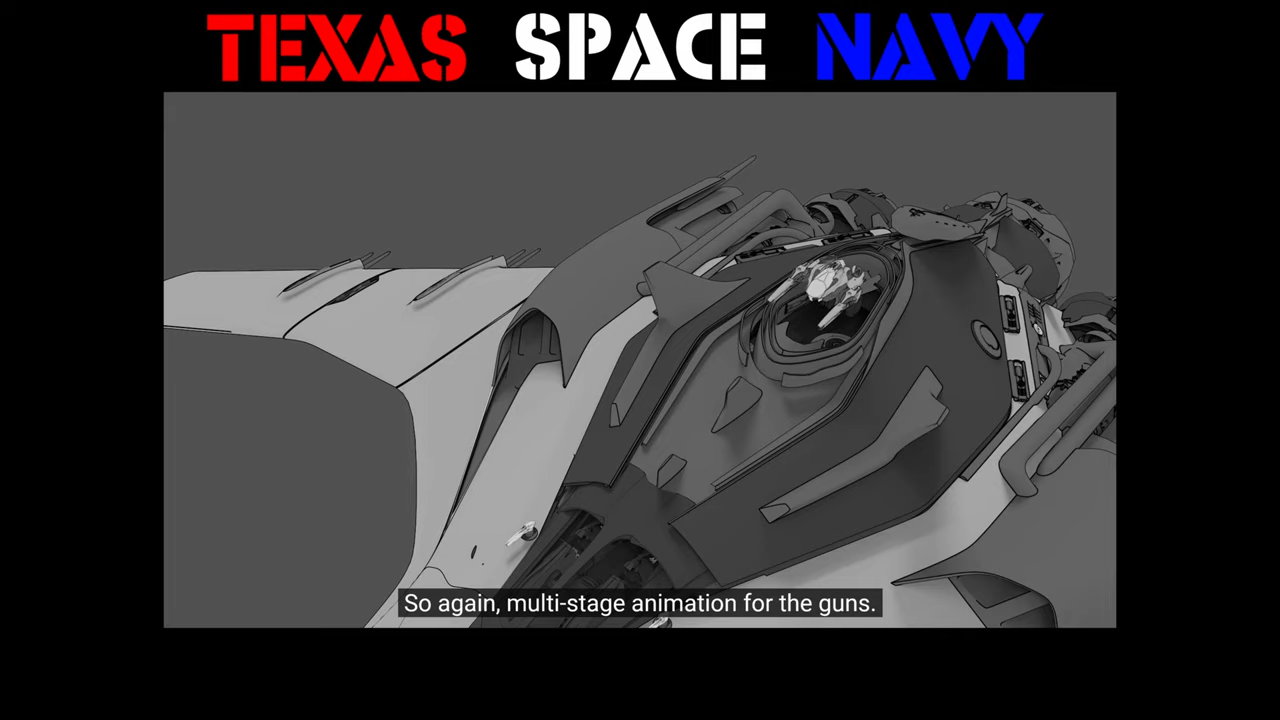 TEXAS SPACE NAVY
So again, multi-stage animation for the guns.